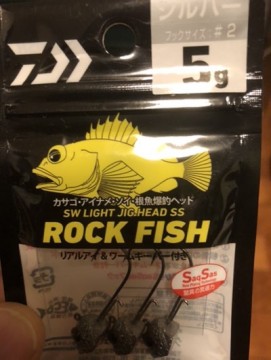 シルバー
フックサイズ:#2
5g
カサゴ・アイナメ・ソイ・根魚爆釣ヘッド
SW LIGHT JIG.HEAD SS
ROCK FISH
リアルアイ&ワームキーパー付き
SaqSas